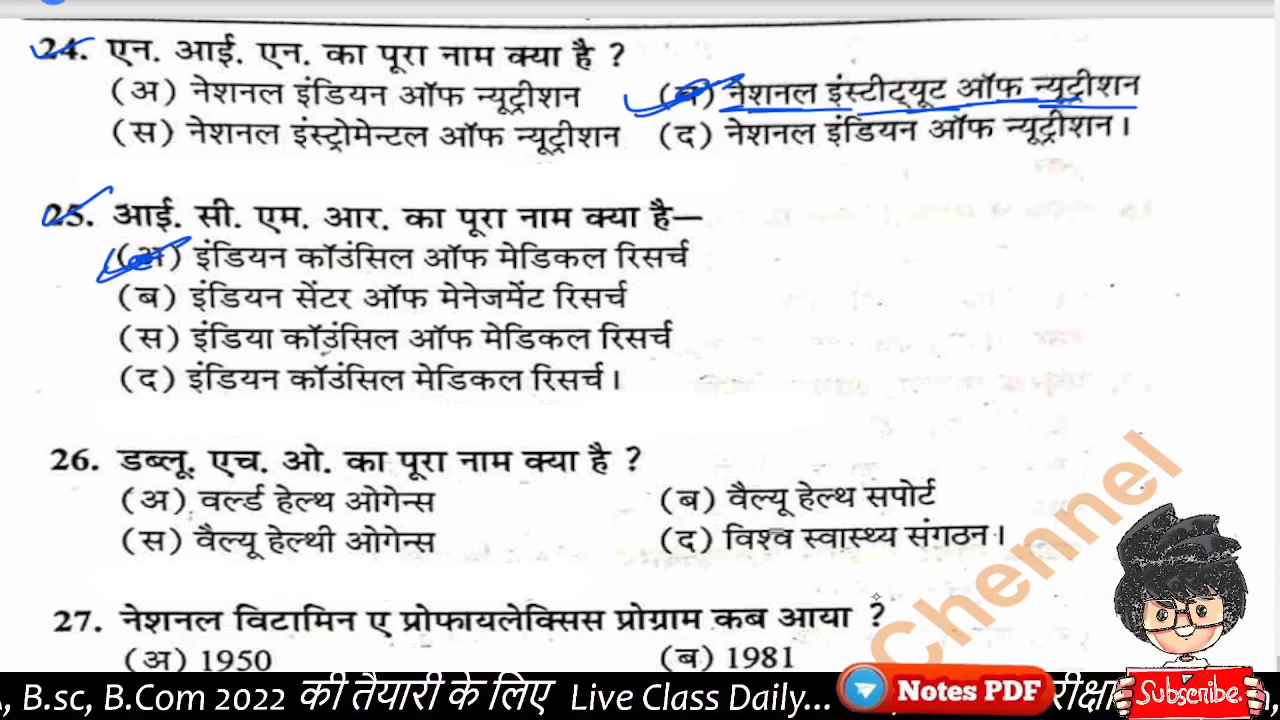 24. एन. आई. एन. का पूरा नाम क्या है ?
(अ) नेशनल इंडियन ऑफ न्यूट्रीशन (ब) नेशनल इंस्टीट्यूट ऑफ न्यूट्रीशन
(स) नेशनल इंस्ट्रोमेन्टल ऑफ न्यूट्रीशन (द) नेशनल इंडियन ऑफ न्यूट्रीशन।
25. आई. सी. एम. आर. का पूरा नाम क्या है—
(अ) इंडियन कॉउंसिल ऑफ मेडिकल रिसर्च
(ब) इंडियन सेंटर ऑफ मेनेजमेंट रिसर्च
(स) इंडिया कॉउंसिल ऑफ मेडिकल रिसर्च
(द) इंडियन कॉउंसिल मेडिकल रिसर्च।
26. डब्लू. एच. ओ. का पूरा नाम क्या है ?
(अ) वर्ल्ड हेल्थ ओगेन्स (ब) वैल्यू हेल्थ सपोर्ट
(स) वैल्यू हेल्थी ओगेन्स (द) विश्व स्वास्थ्य संगठन।
Chennel
27. नेशनल विटामिन ए प्रोफायलेक्सिस प्रोग्राम कब आया ?
(अ) 1950 (ब) 1981
, B.sc, B.Com 2022 की तैयारी के लिए Live Class Daily... Notes PDF Subscribe.